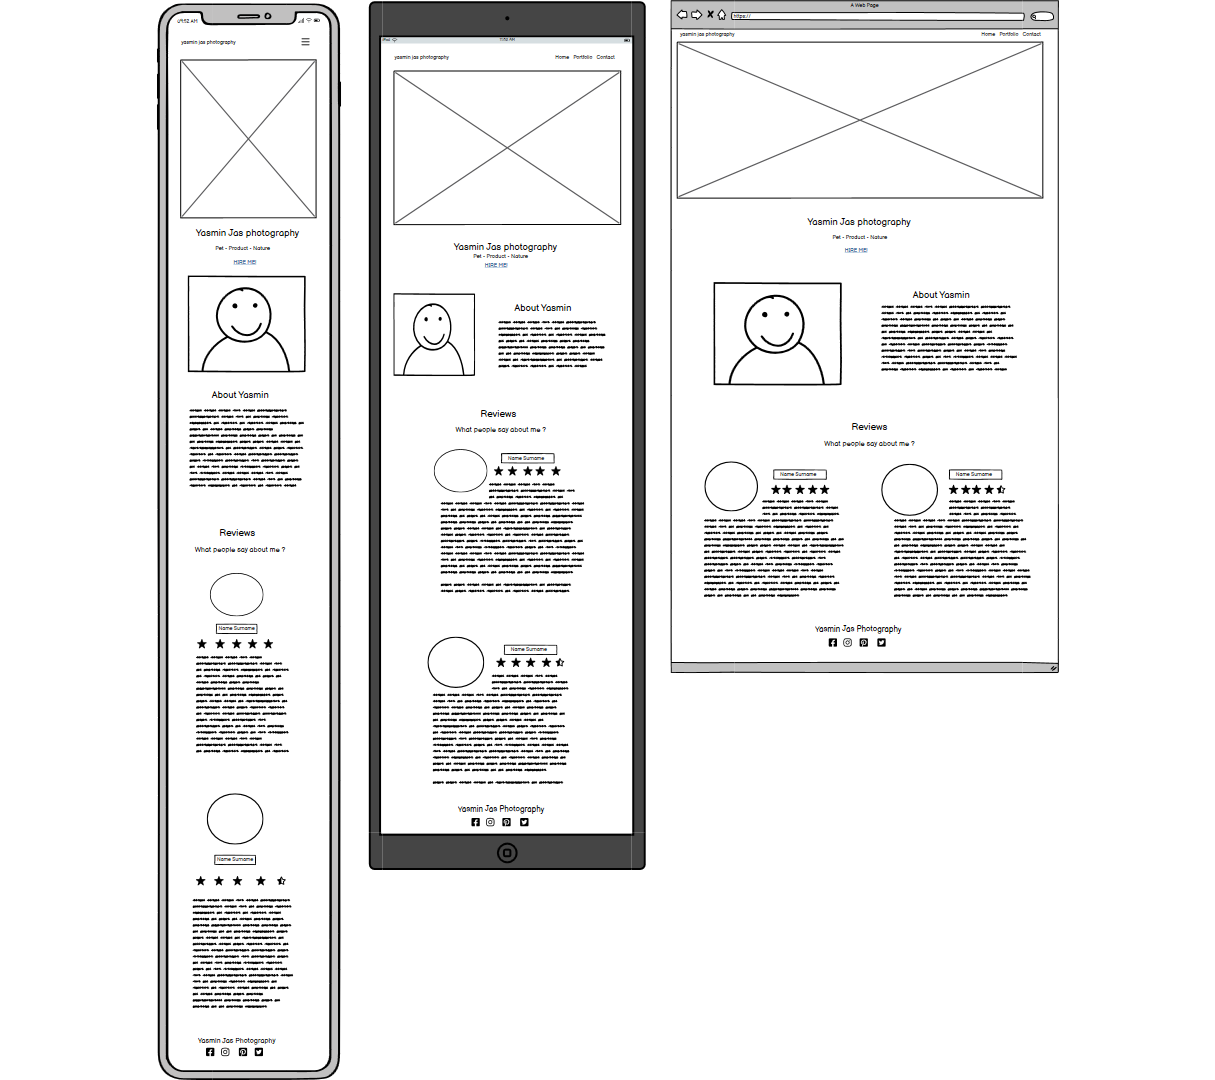 09:52 AM
yasmin jas photography
Yasmin Jas photography
Pet - Product - Nature
HIRE ME!
About Yasmin
Reviews
What people say about me ?
Name Surname
Name Surname
Yasmin Jas Photography
iPad
11:52 AM
yasmin jas photography
Home Portfolio Contact
Yasmin Jas photography
Pet - Product - Nature
HIRE ME!
About Yasmin
Reviews
What people say about me ?
Name Surname
Name Surname
Yasmin Jas Photography
A Web Page
https://
yasmin jas photography
Home Portfolio Contact
Yasmin Jas photography
Pet - Product - Nature
HIRE ME!
About Yasmin
Reviews
What people say about me ?
Name Surname
Name Surname
Yasmin Jas Photography